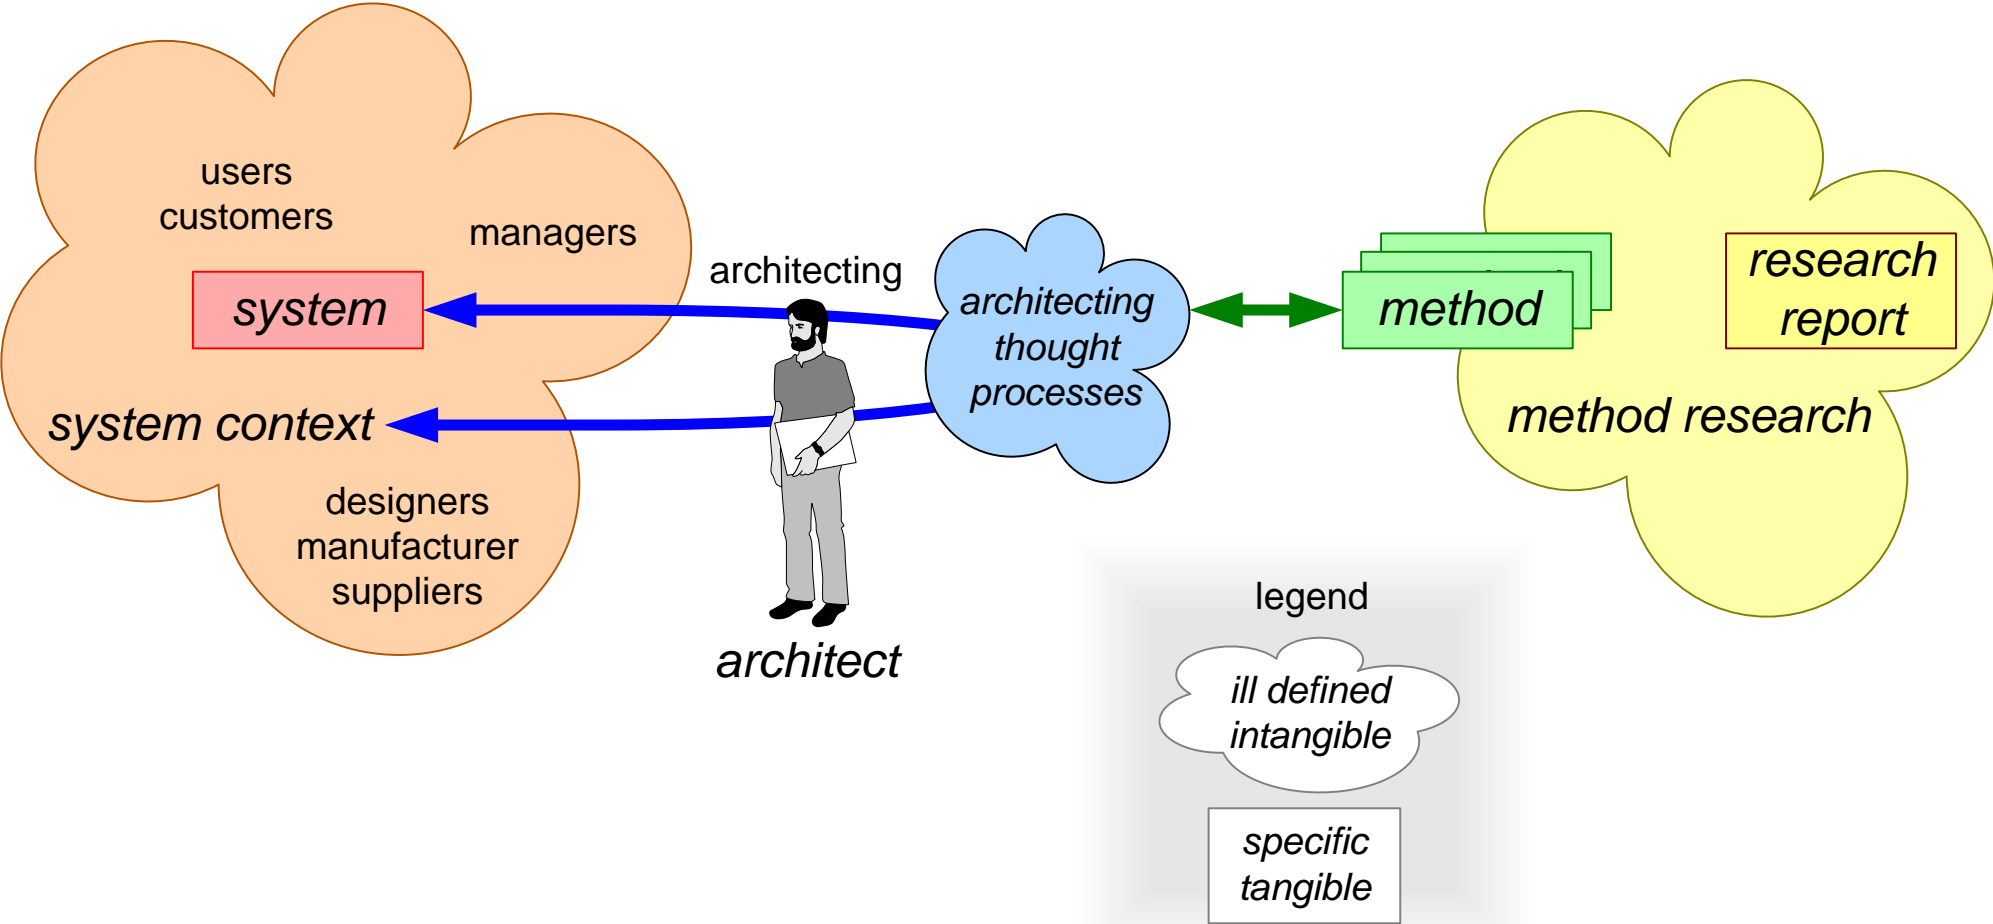 users
customers
managers
system
system context
designers
manufacturer
suppliers
architecting
architect
architecting
thought
processes
method
research
report
method research
legend
ill defined
intangible
specific
tangible